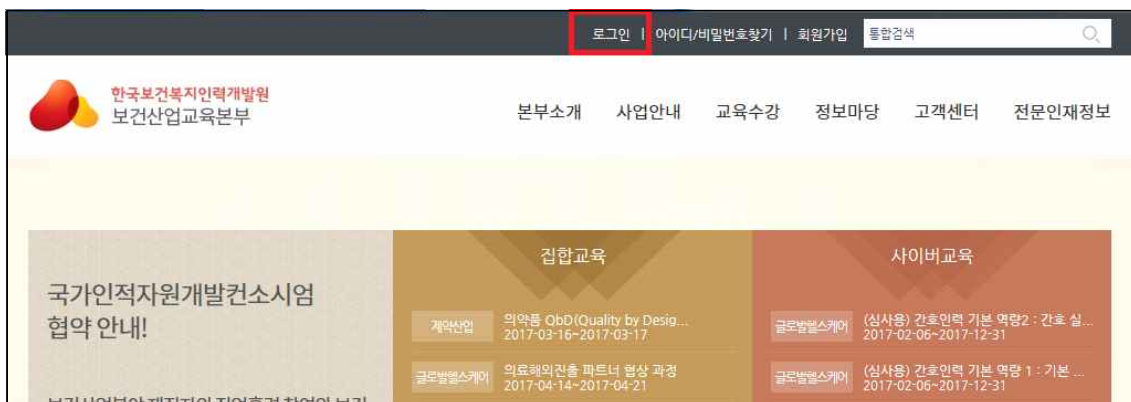 로그인 | 아이디/비밀번호찾기 | 회원가입 통합검색
한국보건복지인력개발원
보건산업교육본부
본부소개 사업안내 교육수강 정보마당 고객센터 전문인재정보
국가인적자원개발컨소시엄
협약 안내!
집합교육
제약산업 의약품 QbD(Quality by Desig...
2017-03-16~2017-03-17
글로벌헬스케어 의료해외진출 파트너 협상 과정
2017-04-14~2017-04-21
사이버교육
글로벌헬스케어 (심사용) 간호인력 기본 역량2 : 간호 실...
2017-02-06~2017-12-31
글로벌헬스케어 (심사용) 간호인력 기본 역량 1 : 기본 ...
2017-02-06~2017-12-31